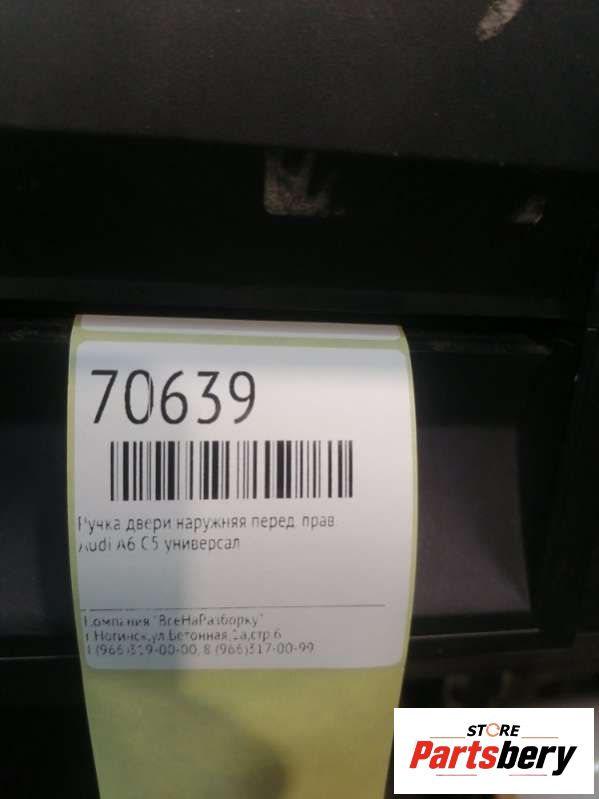 70639
Ручка двери наружняя перед. прав.
Audi A6 C5 универсал
Компания "ВсеНаРазборку"
г.Ногинск,ул.Бетонная,2а,стр.6
8 (966)319-00-00, 8 (966)317-00-99
STORE
Partsbery